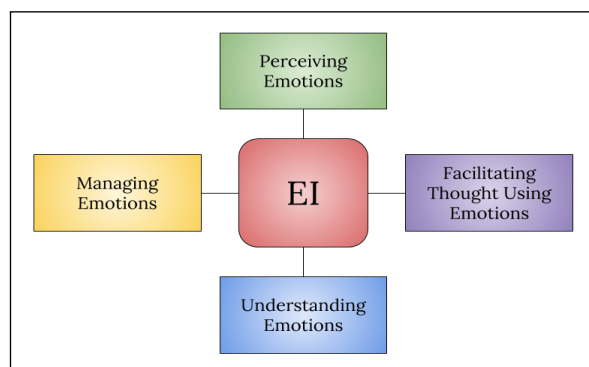 Perceiving
Emotions
Managing
Emotions
EI
Facilitating
Thought Using
Emotions
Understanding
Emotions